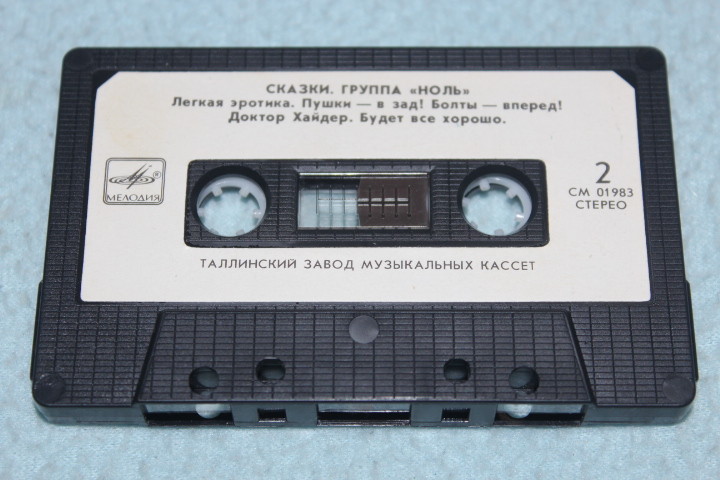 СКАЗКИ. ГРУППА «НОЛЬ»
Легкая эротика. Пушки — в зад! Болты — вперед!
Доктор Хайдер. Будет все хорошо.
® МЕЛОДИЯ
2
СМ 01983
СТЕРЕО
ТАЛЛИНСКИЙ ЗАВОД МУЗЫКАЛЬНЫХ КАССЕТ